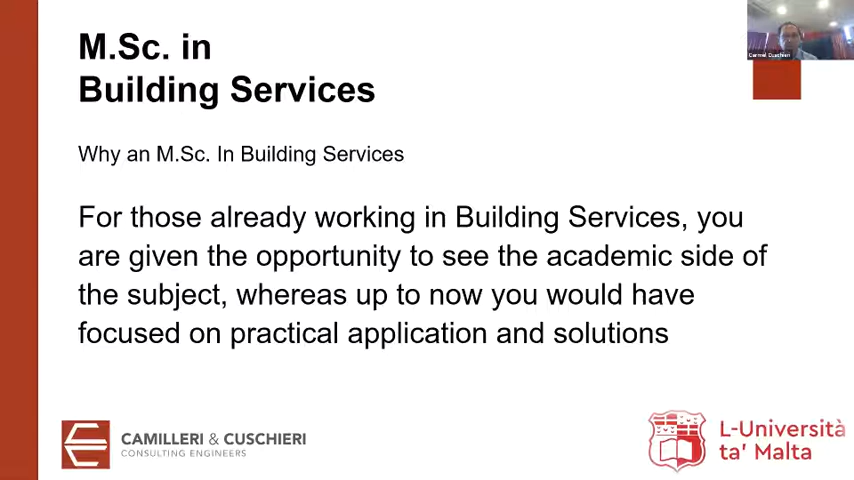 M.Sc. in
Building Services
Carmel Cuschieri
Why an M.Sc. In Building Services
For those already working in Building Services, you
are given the opportunity to see the academic side of
the subject, whereas up to now you would have
focused on practical application and solutions
CAMILLERI & CUSCHIERI
CONSULTING ENGINEERS
L-Università
ta' Malta